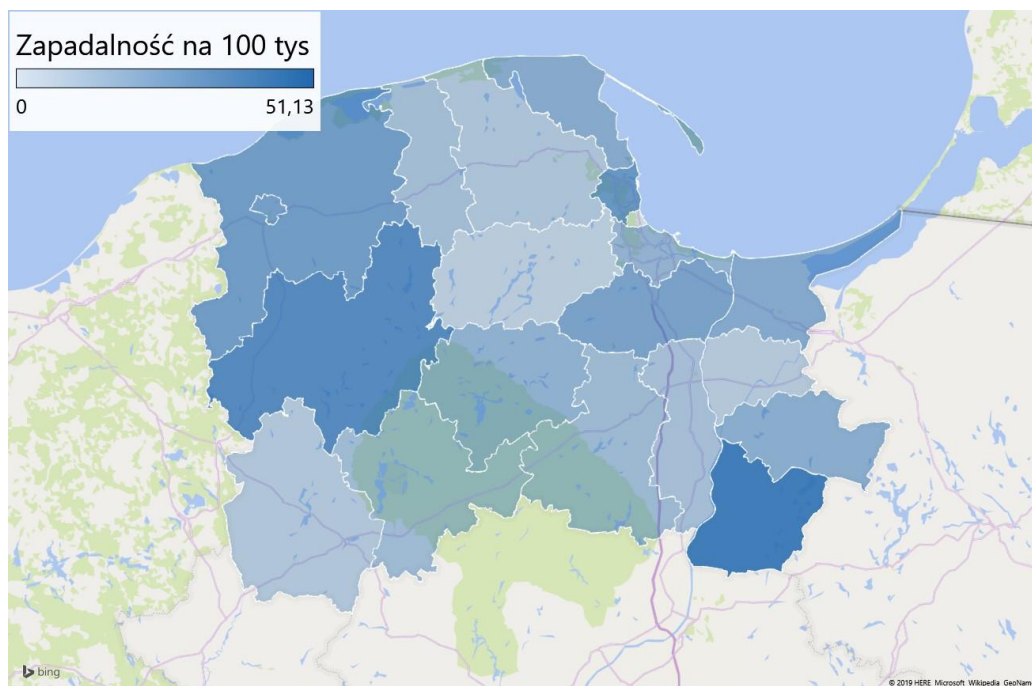 Zapadalność na 100 tys
0 51,13
bing
© 2019 HERE Microsoft Wikipedia GeoNam